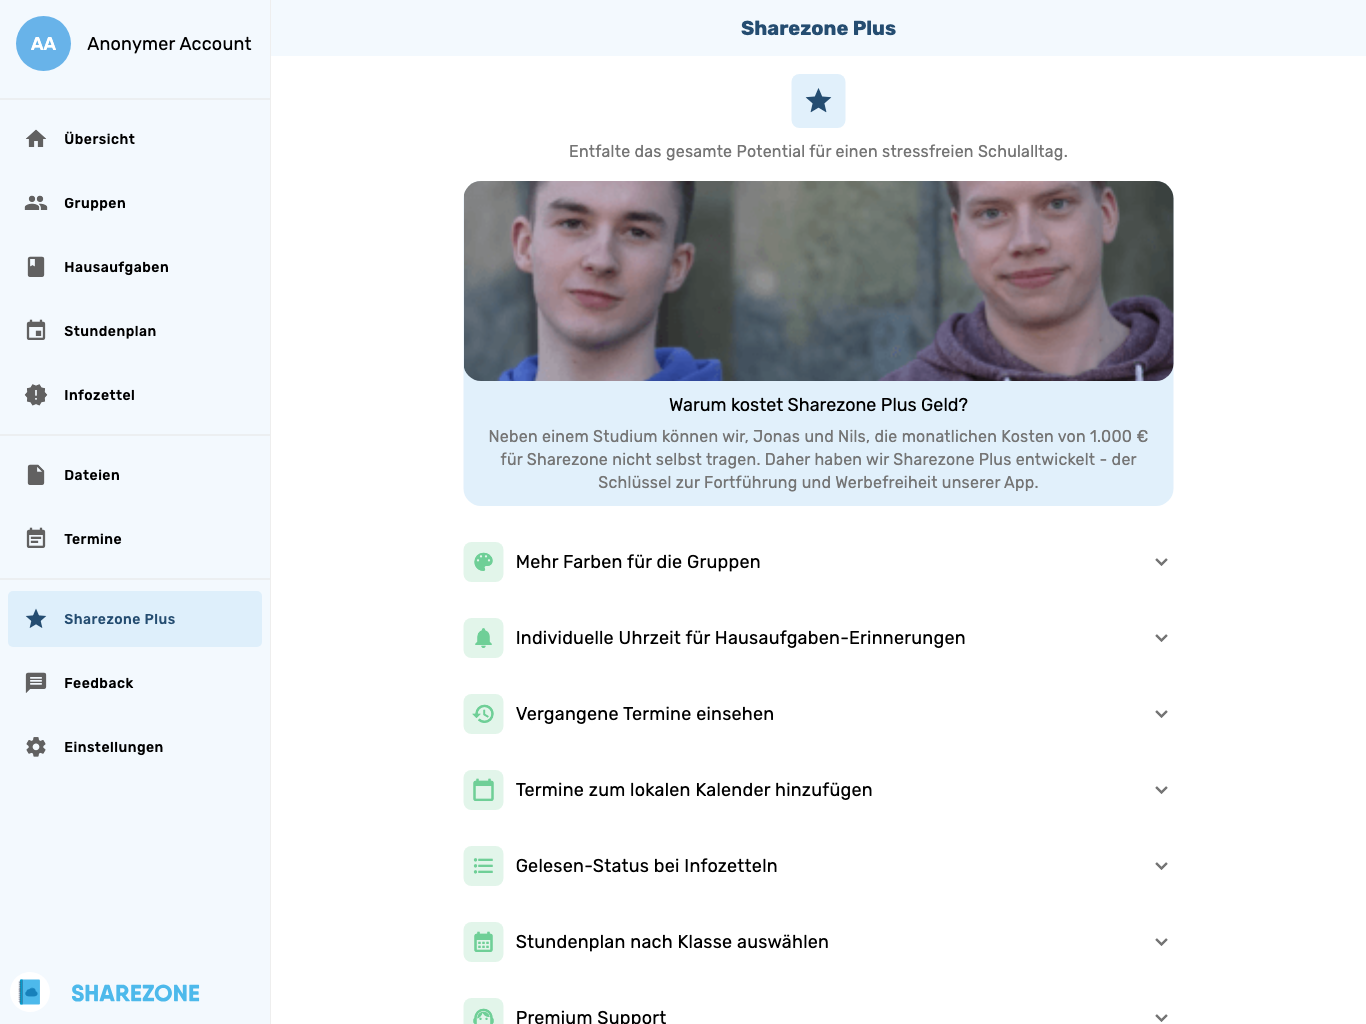 AA
Anonymer Account
Übersicht
Gruppen
Hausaufgaben
Stundenplan
Infozettel
Dateien
Termine
Sharezone Plus
Feedback
Einstellungen
SHAREZONE
Sharezone Plus
Entfalte das gesamte Potential für einen stressfreien Schulalltag.
Warum kostet Sharezone Plus Geld?
Neben einem Studium können wir, Jonas und Nils, die monatlichen Kosten von 1.000 €
für Sharezone nicht selbst tragen. Daher haben wir Sharezone Plus entwickelt - der
Schlüssel zur Fortführung und Werbefreiheit unserer App.
Mehr Farben für die Gruppen
Individuelle Uhrzeit für Hausaufgaben-Erinnerungen
Vergangene Termine einsehen
Termine zum lokalen Kalender hinzufügen
Gelesen-Status bei Infozetteln
Stundenplan nach Klasse auswählen
Premium Support